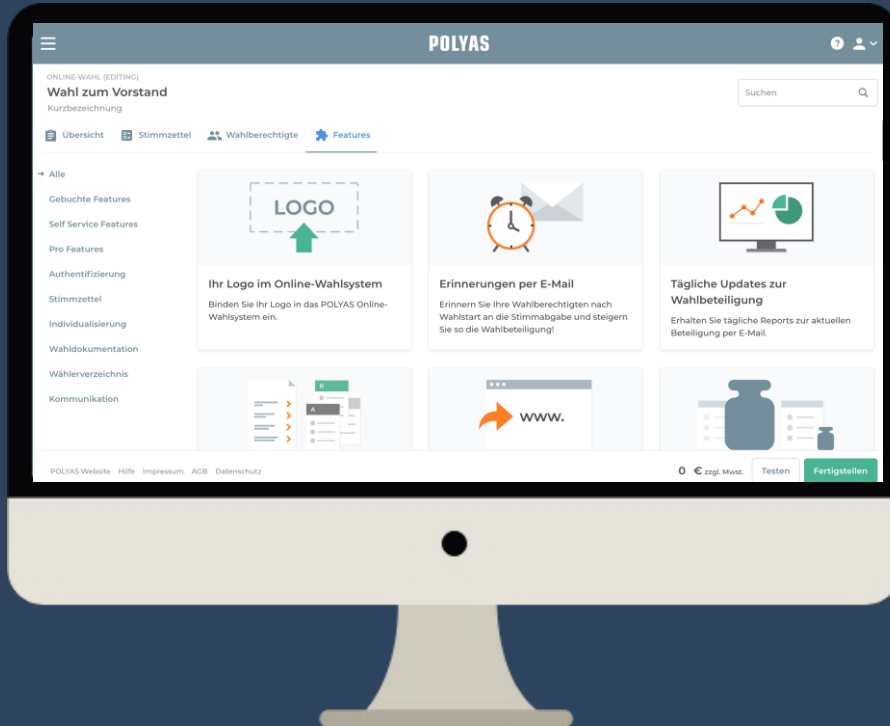 POLYAS
?
ONLINE-WAHL (EDITING)
Wahl zum Vorstand
Kurzbezeichnung
Suchen
Übersicht
Stimmzettel
Wahlberechtigte
Features
Alle
Gebuchte Features
Self Service Features
Pro Features
Authentifizierung
Stimmzettel
Individualisierung
Wahldokumentation
Wählerverzeichnis
Kommunikation
LOGO
Ihr Logo im Online-Wahlsystem
Binden Sie Ihr Logo in das POLYAS Online-
Wahlsystem ein.
Erinnerungen per E-Mail
Erinnern Sie Ihre Wahlberechtigten nach
Wahlstart an die Stimmabgabe und steigern
Sie so die Wahlbeteiligung!
Tägliche Updates zur
Wahlbeteiligung
Erhalten Sie tägliche Reports zur aktuellen
Beteiligung per E-Mail.
B
A
www.
POLYAS Website Hilfe Impressum AGB Datenschutz
0 € zzgl. Mwst.
Testen
Fertigstellen